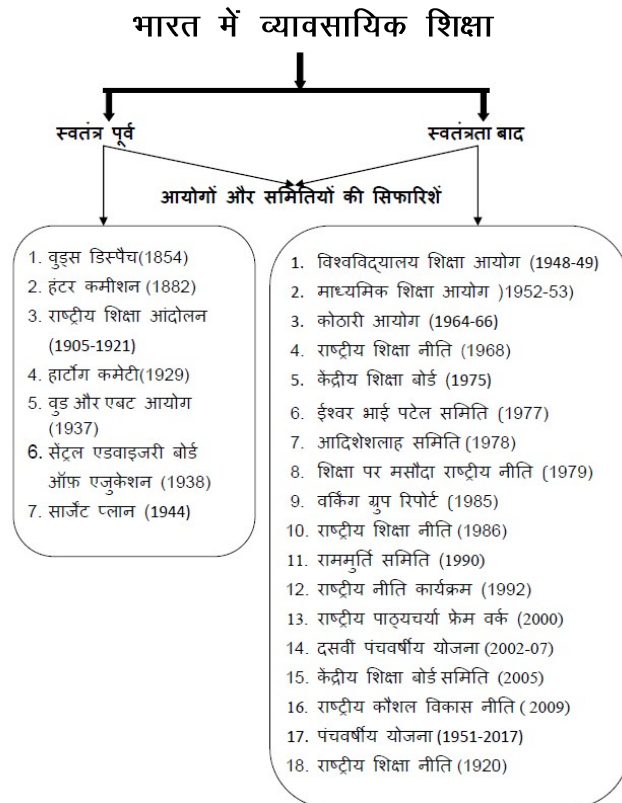 भारत में व्यावसायिक शिक्षा
स्वतंत्र पूर्व
स्वतंत्रता बाद
आयोगों और समितियों की सिफारिशें
1. वुड्स डिस्पैच(1854)
2. हंटर कमीशन (1882)
3. राष्ट्रीय शिक्षा आंदोलन
(1905-1921)
4. हार्टोग कमेटी(1929)
5. वुड और एबट आयोग
(1937)
6. सेंट्रल एडवाइजरी बोर्ड
ऑफ़ एजुकेशन (1938)
7. सार्जेंट प्लान (1944)
1. विश्वविद्यालय शिक्षा आयोग (1948-49)
2. माध्यमिक शिक्षा आयोग )1952-53)
3. कोठारी आयोग (1964-66)
4. राष्ट्रीय शिक्षा नीति (1968)
5. केंद्रीय शिक्षा बोर्ड (1975)
6. ईश्वर भाई पटेल समिति (1977)
7. आदिशेशलाह समिति (1978)
8. शिक्षा पर मसौदा राष्ट्रीय नीति (1979)
9. वर्किंग ग्रुप रिपोर्ट (1985)
10. राष्ट्रीय शिक्षा नीति (1986)
11. राममुर्ति समिति (1990)
12. राष्ट्रीय नीति कार्यक्रम (1992)
13. राष्ट्रीय पाठ्यचर्या फ्रेम वर्क (2000)
14. दसवीं पंचवर्षीय योजना (2002-07)
15. केंद्रीय शिक्षा बोर्ड समिति (2005)
16. राष्ट्रीय कौशल विकास नीति ( 2009)
17. पंचवर्षीय योजना (1951-2017)
18. राष्ट्रीय शिक्षा नीति (1920)